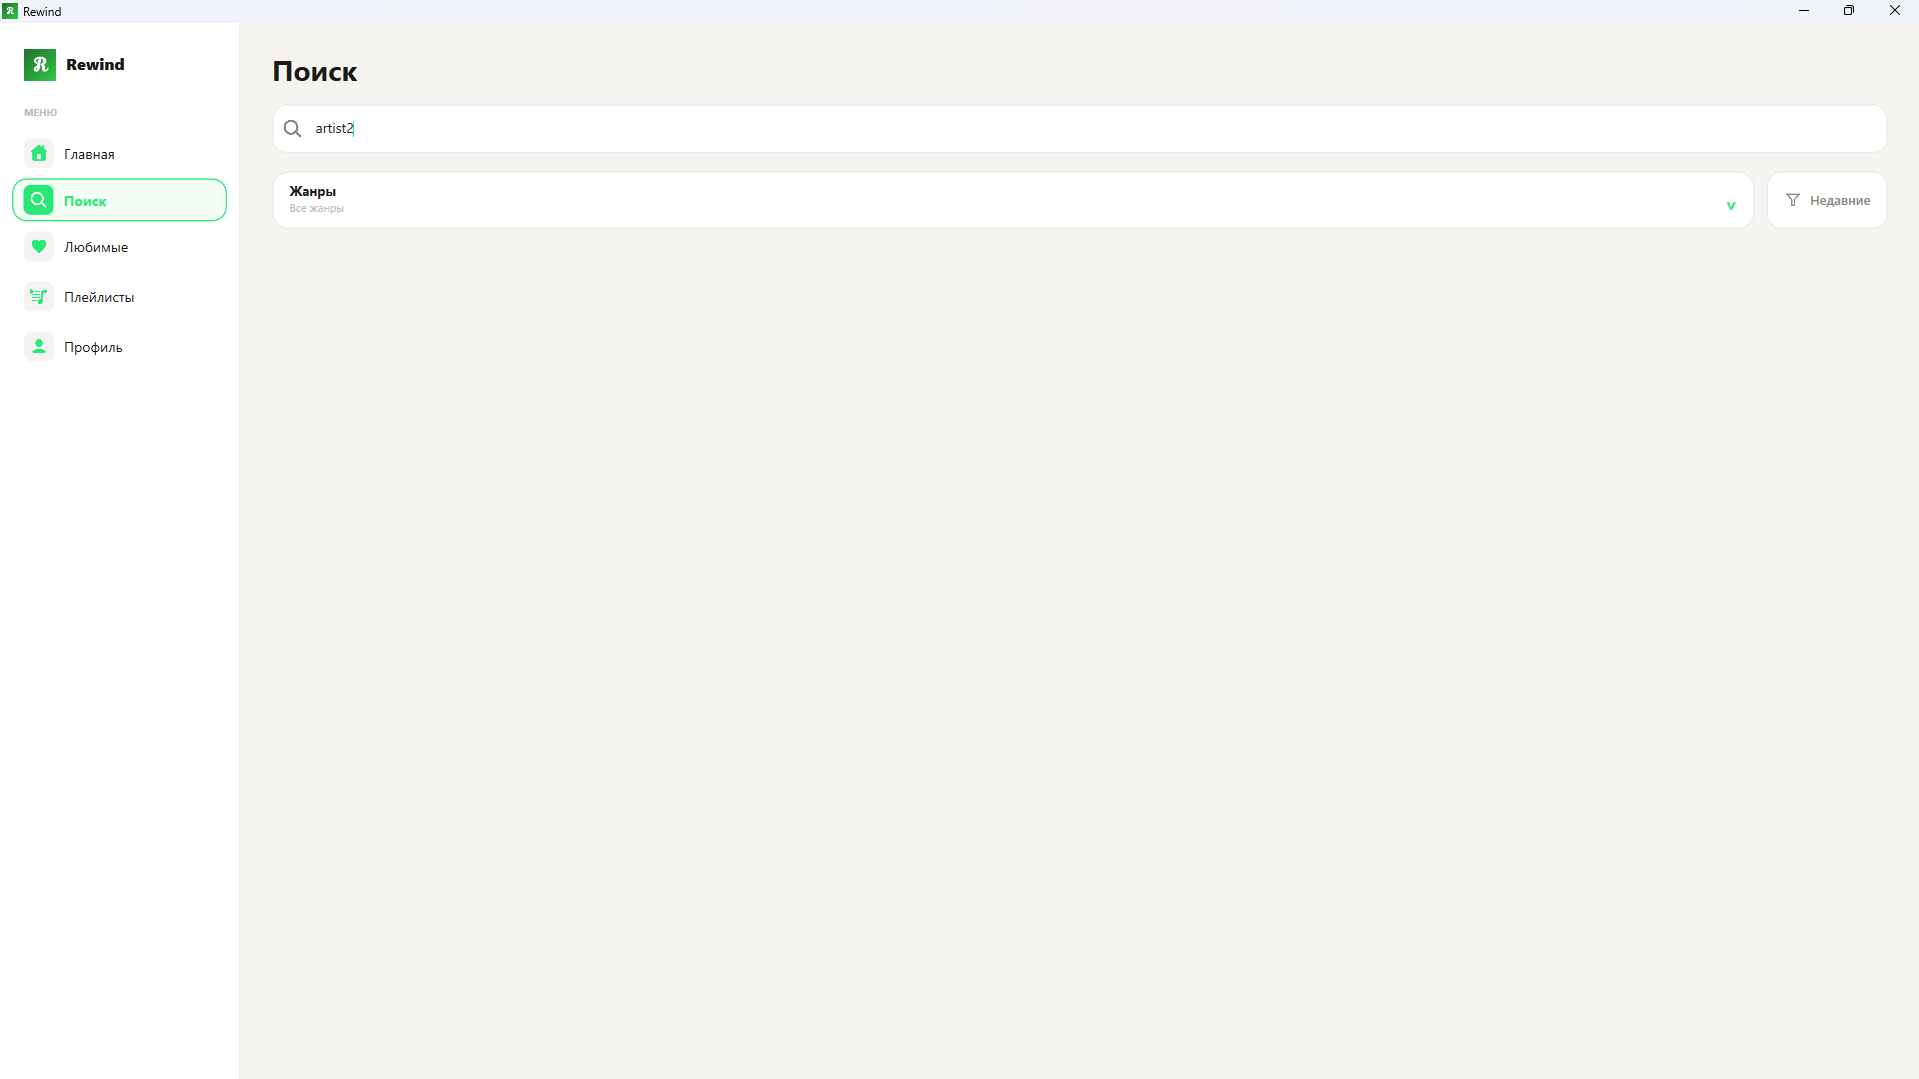 Rewind
Rewind
МЕНЮ
Главная
Поиск
Любимые
Плейлисты
Профиль
Поиск
artist2
Жанры
Все жанры
Недавние